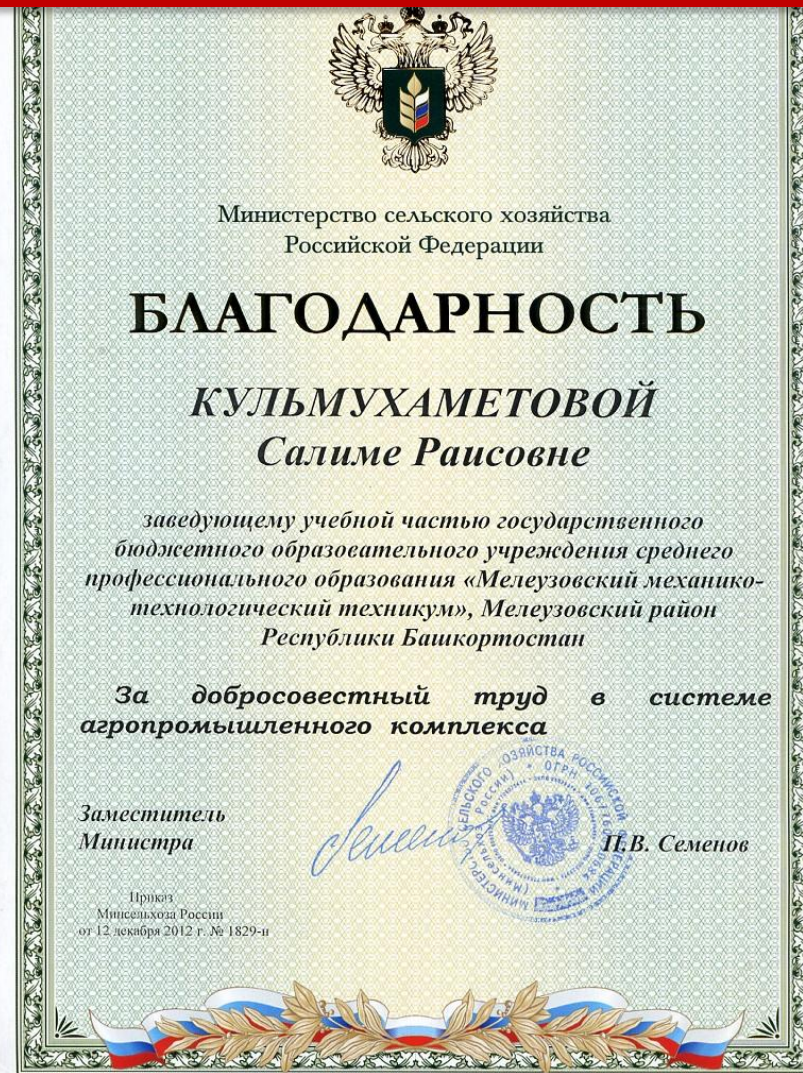 Министерство сельского хозяйства
Российской Федерации
БЛАГОДАРНОСТЬ
КУЛЬМУХАМЕТОВОЙ
Салиме Раисовне
заведующему учебной частью государственного
бюджетного образовательного учреждения среднего
профессионального образования «Мелеузовский механико-
технологический техникум», Мелеузовский район
Республики Башкортостан
За добросовестный труд в системе
агропромышленного комплекса
Заместитель
Министра
П.В. Семенов
Приказ
Минсельхоза России
от 12 декабря 2012 г. № 1829-н